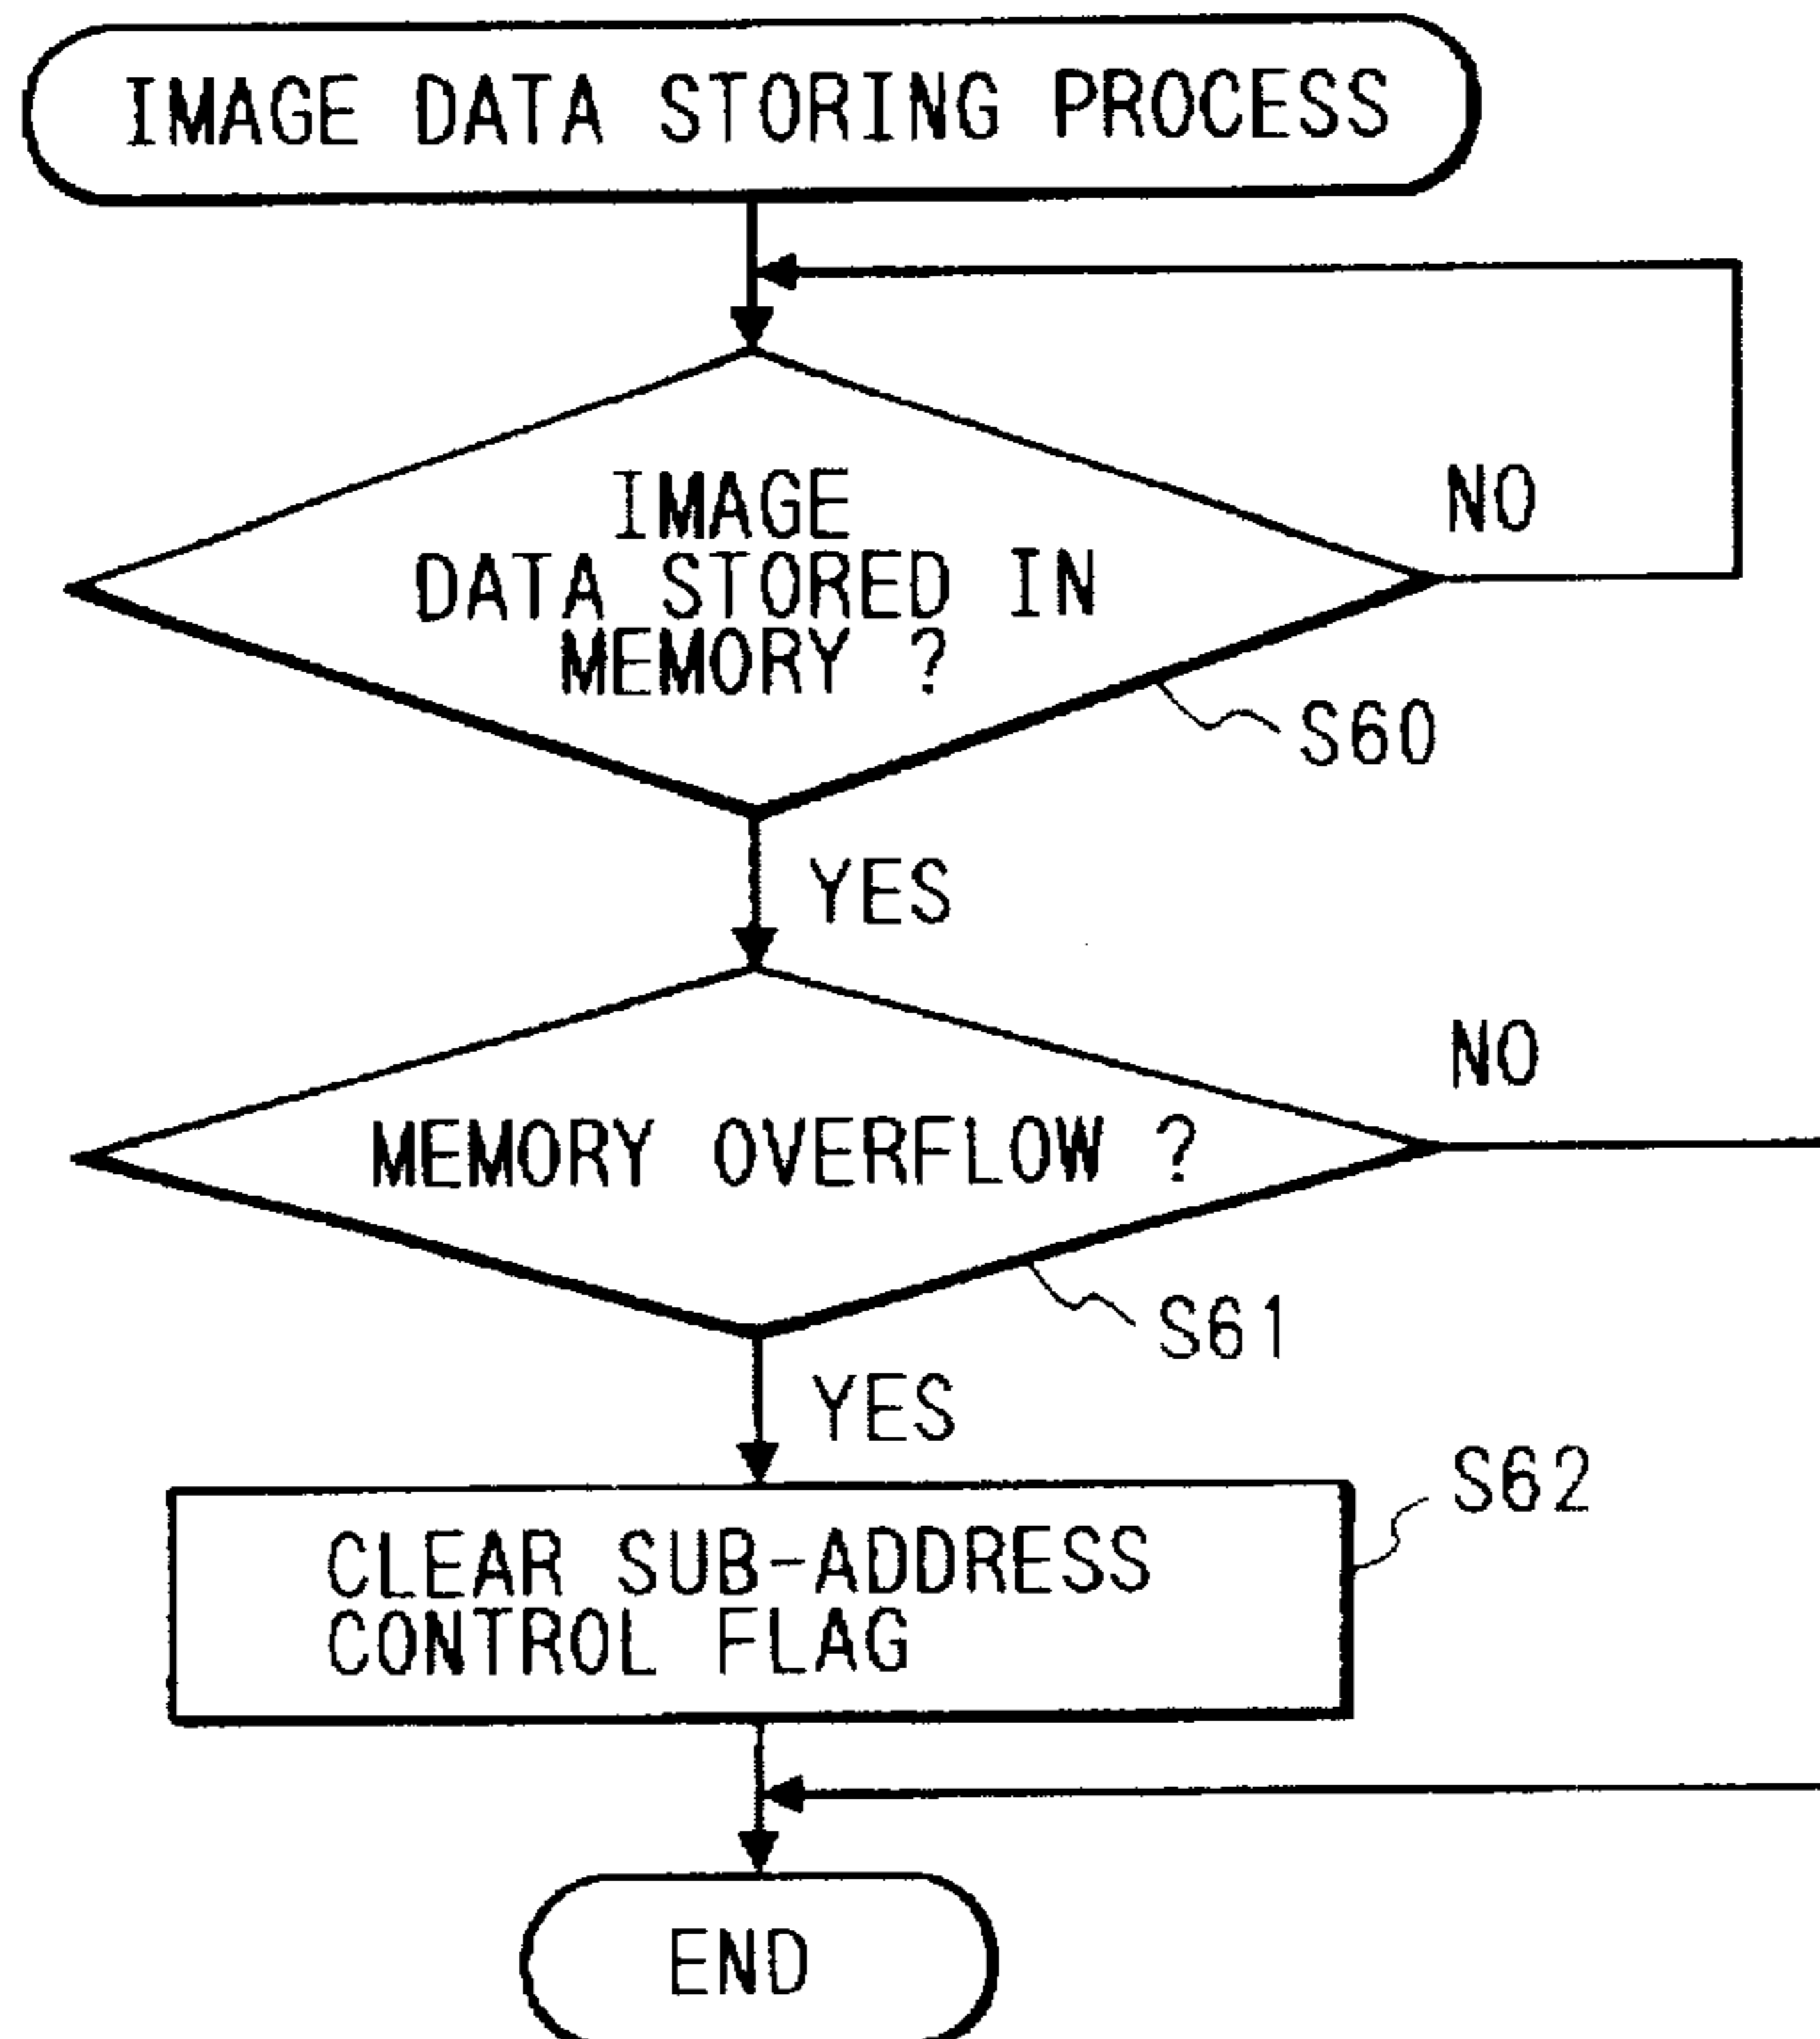 IMAGE DATA STORING PROCESS
IMAGE
DATA STORED IN
MEMORY ?
NO
S60
YES
NO
MEMORY OVERFLOW ?
S61
YES
S62
CLEAR SUB-ADDRESS
CONTROL FLAG
END